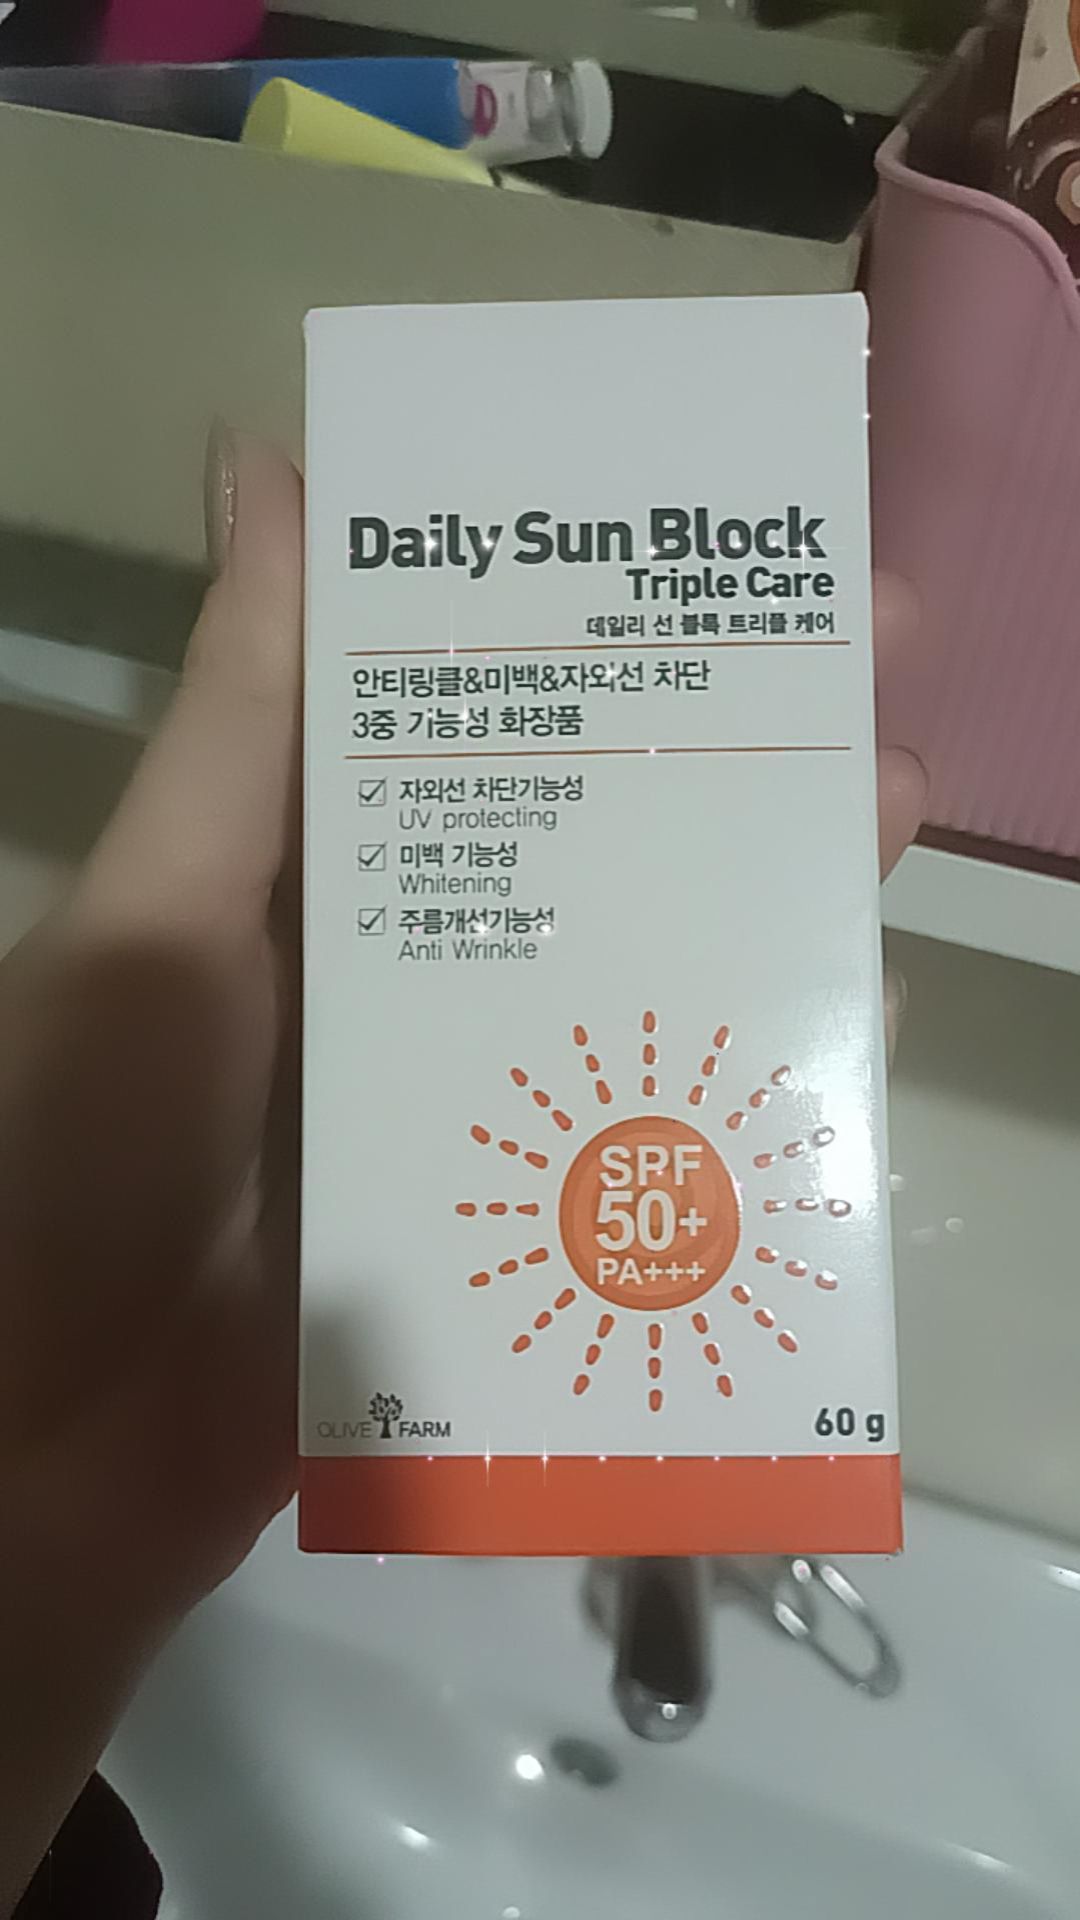 Daily Sun Block
Triple Care
데일리 선 블록 트리플 케어
안티링클&미백&자외선 차단
3중 기능성 화장품
자외선 차단기능성
UV protecting
미백 기능성
Whitening
주름개선기능성
Anti Wrinkle
SPF
50+
PA+++
OLIVE FARM
60 g